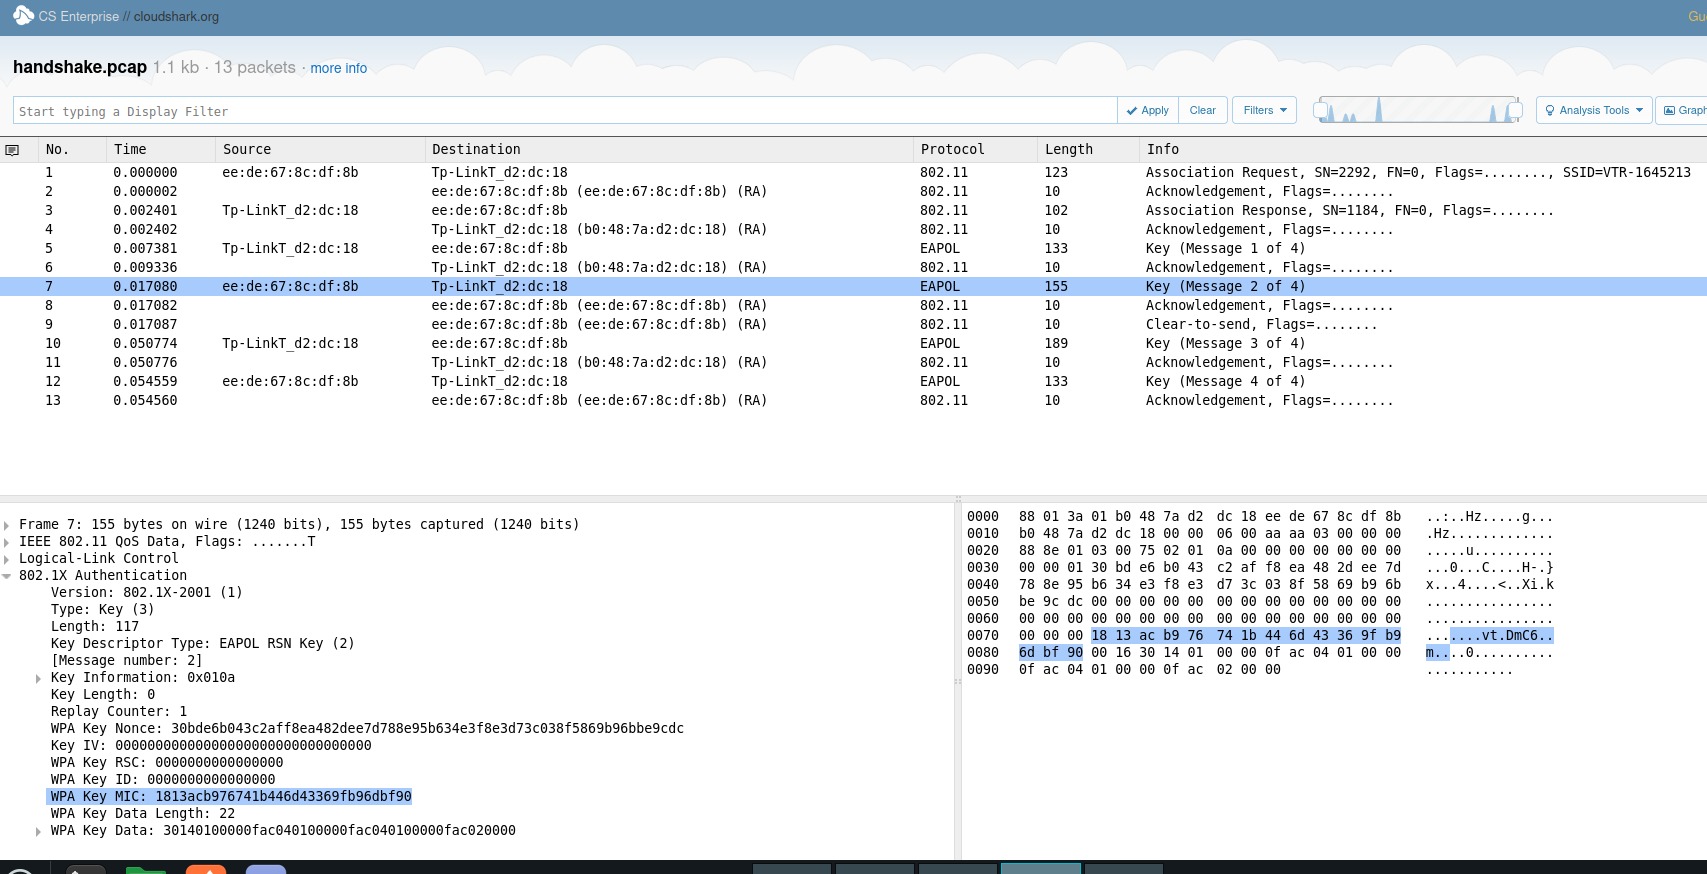 CS Enterprise // cloudshark.org
handshake.pcap 1.1 kb · 13 packets · more info
Start typing a Display Filter Apply Clear Filters Analysis Tools
No. Time Source Destination Protocol Length Info
1 0.000000 ee:de:67:8c:df:8b Tp-LinkT_d2:dc:18 802.11 123 Association Request, SN=2292, FN=0, Flags=........, SSID=VTR-1645213
2 0.000002 ee:de:67:8c:df:8b (ee:de:67:8c:df:8b) (RA) 802.11 10 Acknowledgement, Flags=........
3 0.002401 Tp-LinkT_d2:dc:18 ee:de:67:8c:df:8b 802.11 102 Association Response, SN=1184, FN=0, Flags=........
4 0.002402 Tp-LinkT_d2:dc:18 (b0:48:7a:d2:dc:18) (RA) 802.11 10 Acknowledgement, Flags=........
5 0.007381 Tp-LinkT_d2:dc:18 ee:de:67:8c:df:8b EAPOL 133 Key (Message 1 of 4)
6 0.009336 Tp-LinkT_d2:dc:18 (b0:48:7a:d2:dc:18) (RA) 802.11 10 Acknowledgement, Flags=........
7 0.017080 ee:de:67:8c:df:8b Tp-LinkT_d2:dc:18 EAPOL 155 Key (Message 2 of 4)
8 0.017082 ee:de:67:8c:df:8b (ee:de:67:8c:df:8b) (RA) 802.11 10 Acknowledgement, Flags=........
9 0.017087 ee:de:67:8c:df:8b (ee:de:67:8c:df:8b) (RA) 802.11 10 Clear-to-send, Flags=........
10 0.050774 Tp-LinkT_d2:dc:18 ee:de:67:8c:df:8b EAPOL 189 Key (Message 3 of 4)
11 0.050776 Tp-LinkT_d2:dc:18 (b0:48:7a:d2:dc:18) (RA) 802.11 10 Acknowledgement, Flags=........
12 0.054559 ee:de:67:8c:df:8b Tp-LinkT_d2:dc:18 EAPOL 133 Key (Message 4 of 4)
13 0.054560 ee:de:67:8c:df:8b (ee:de:67:8c:df:8b) (RA) 802.11 10 Acknowledgement, Flags=........
Frame 7: 155 bytes on wire (1240 bits), 155 bytes captured (1240 bits)
IEEE 802.11 QoS Data, Flags: .......T
Logical-Link Control
802.1X Authentication
Version: 802.1X-2001 (1)
Type: Key (3)
Length: 117
Key Descriptor Type: EAPOL RSN Key (2)
[Message number: 2]
Key Information: 0x010a
Key Length: 0
Replay Counter: 1
WPA Key Nonce: 30bde6b043c2aff8ea482dee7d788e95b634e3f8e3d73c038f5869b96bbe9cdc
Key IV: 00000000000000000000000000000000
WPA Key RSC: 0000000000000000
WPA Key ID: 0000000000000000
WPA Key MIC: 1813acb976741b446d43369fb96dbf90
WPA Key Data Length: 22
WPA Key Data: 30140100000fac040100000fac040100000fac020000
0000 88 01 3a 01 b0 48 7a d2 dc 18 ee de 67 8c df 8b ..:..Hz.....g...
0010 b0 48 7a d2 dc 18 00 00 06 00 aa aa 03 00 00 00 .Hz.............
0020 88 8e 01 03 00 75 02 01 0a 00 00 00 00 00 00 00 .....u..........
0030 00 00 01 30 bd e6 b0 43 c2 af f8 ea 48 2d ee 7d ...0...C....H-.}
0040 78 8e 95 b6 34 e3 f8 e3 d7 3c 03 8f 58 69 b9 6b x...4....<..Xi.k
0050 be 9c dc 00 00 00 00 00 00 00 00 00 00 00 00 00 ................
0060 00 00 00 00 00 00 00 00 00 00 00 00 00 00 00 00 ................
0070 00 00 00 18 13 ac b9 76 74 1b 44 6d 43 36 9f b9 .......vt.DmC6..
0080 6d bf 90 00 16 30 14 01 00 00 0f ac 04 01 00 00 m....0..........
0090 0f ac 04 01 00 00 0f ac 02 00 00 ...........